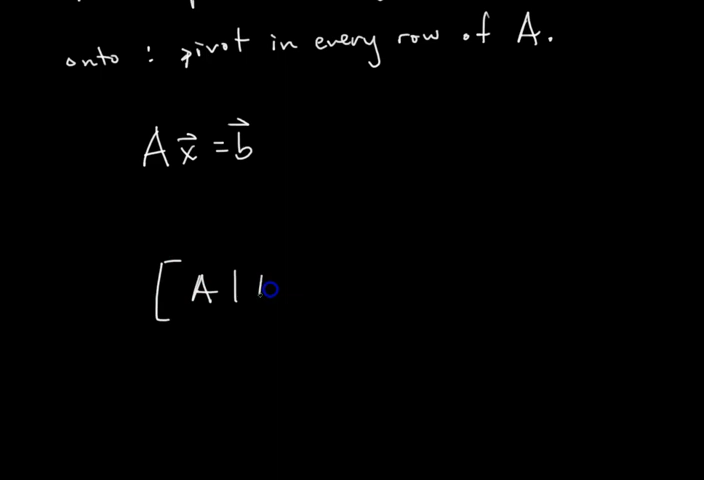 onto : pivot in every row of A.
A x⃗ = b⃗
[ A |